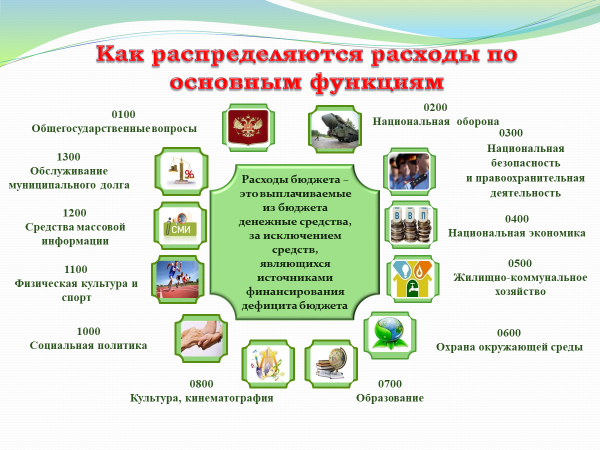 Как распределяются расходы по
основным функциям
0100
Общегосударственные вопросы
0200
Национальная оборона
0300
Национальная
безопасность
и правоохранительная
деятельность
1300
Обслуживание
муниципального долга
%
Расходы бюджета –
это выплачиваемые
из бюджета
денежные средства,
за исключением
средств,
являющихся
источниками
финансирования
дефицита бюджета
1200
Средства массовой
информации
СМИ
В В П
0400
Национальная экономика
1100
Физическая культура и
спорт
0500
Жилищно-коммунальное
хозяйство
1000
Социальная политика
0600
Охрана окружающей среды
0800
Культура, кинематография
0700
Образование